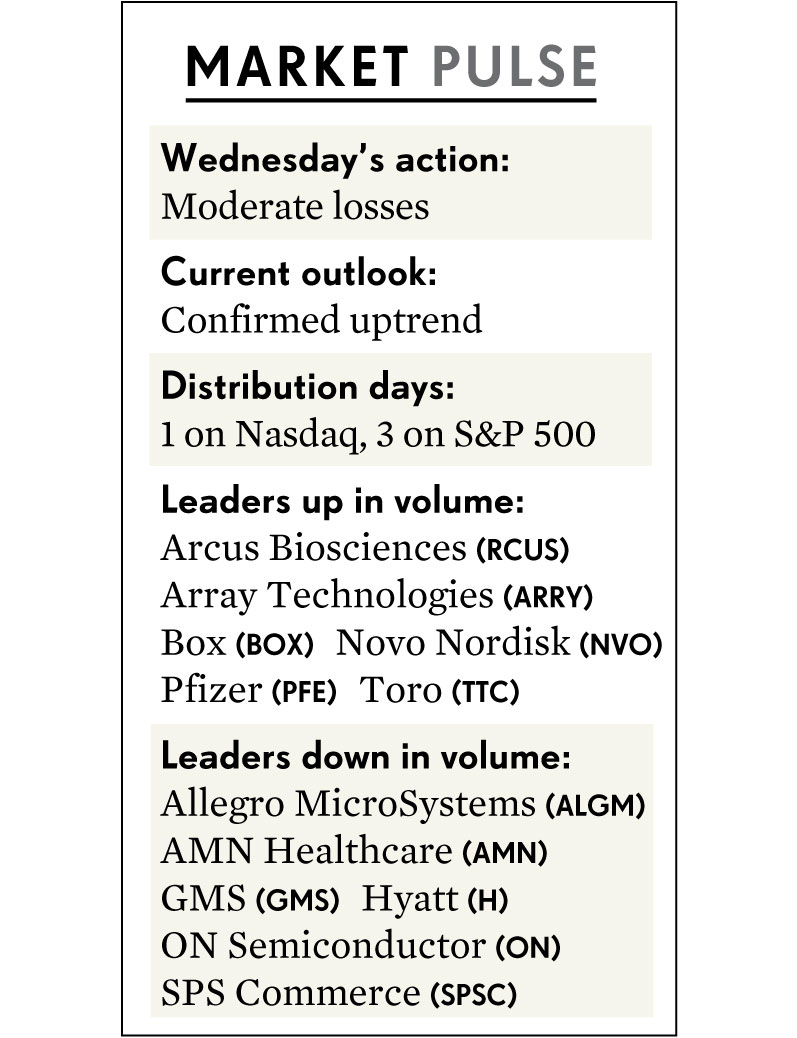 MARKET PULSE
Wednesday’s action:
Moderate losses
Current outlook:
Confirmed uptrend
Distribution days:
1 on Nasdaq, 3 on S&P 500
Leaders up in volume:
Arcus Biosciences (RCUS)
Array Technologies (ARRY)
Box (BOX) Novo Nordisk (NVO)
Pfizer (PFE) Toro (TTC)
Leaders down in volume:
Allegro MicroSystems (ALGM)
AMN Healthcare (AMN)
GMS (GMS) Hyatt (H)
ON Semiconductor (ON)
SPS Commerce (SPSC)